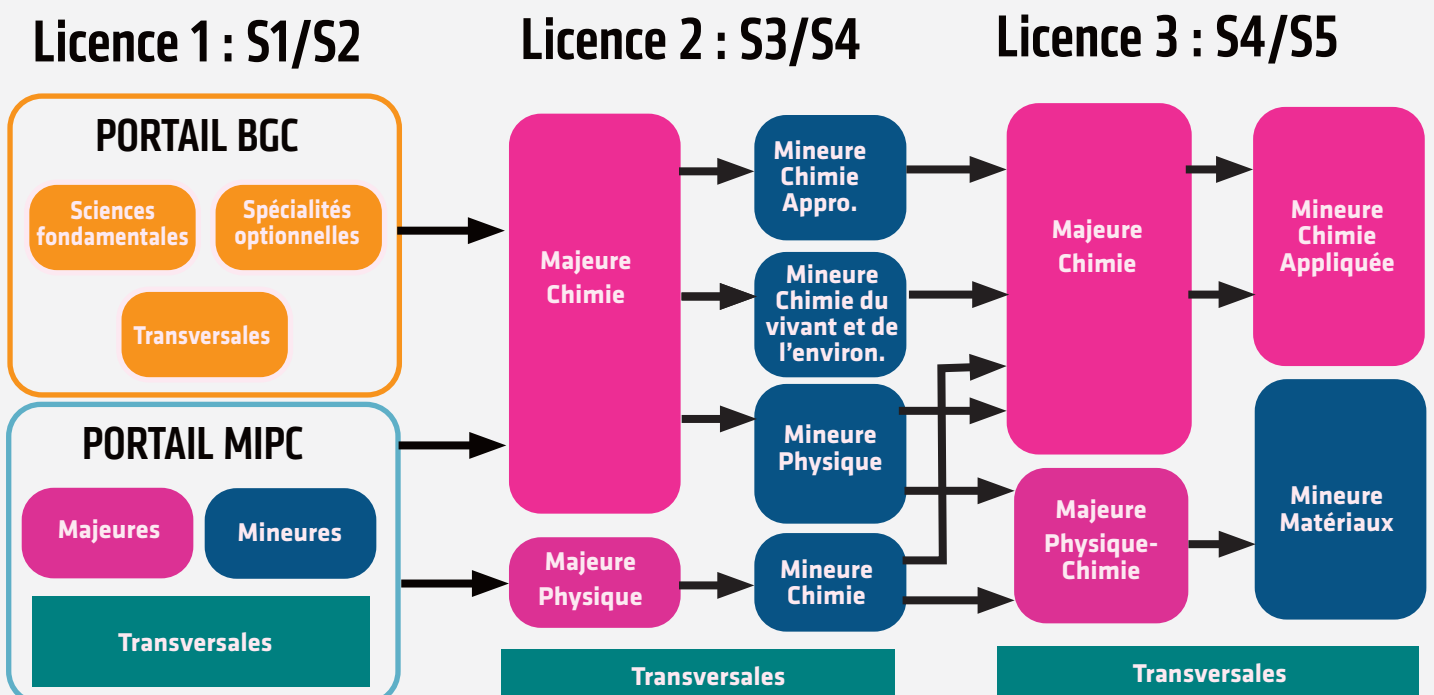 Licence 1 : S1/S2
PORTAIL BGC
Sciences
fondamentales
Spécialités
optionnelles
Transversales
PORTAIL MIPC
Majeures
Mineures
Transversales
Licence 2 : S3/S4
Majeure
Chimie
Mineure
Chimie
Appro.
Mineure
Chimie du
vivant et de
l'environ.
Mineure
Physique
Majeure
Physique
Mineure
Chimie
Transversales
Licence 3 : S4/S5
Majeure
Chimie
Mineure
Chimie
Appliquée
Majeure
Physique-
Chimie
Mineure
Matériaux
Transversales